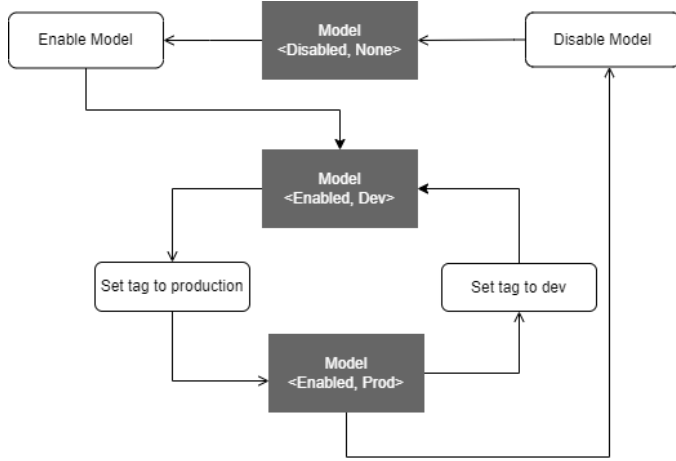 Enable Model
Model
<Disabled, None>
Disable Model
Model
<Enabled, Dev>
Set tag to production
Set tag to dev
Model
<Enabled, Prod>